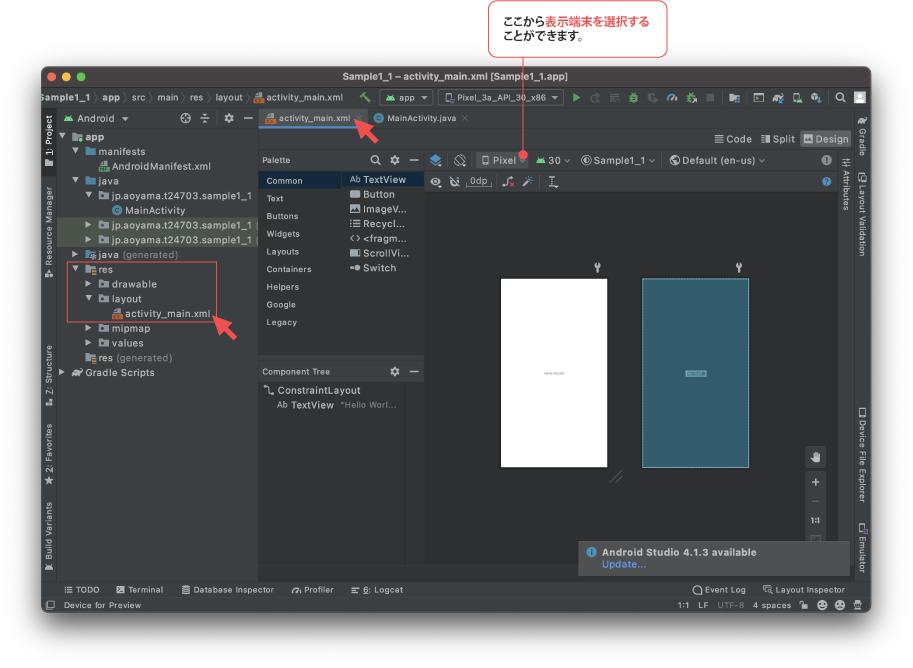 ここから表示端末を選択する
ことができます。
Sample1_1 – activity_main.xml [Sample1_1.app]
Sample1_1 〉 app 〉 src 〉 main 〉 res 〉 layout 〉 activity_main.xml
app
Pixel_3a_API_30_x86
1: Project
Resource Manager
Z: Structure
2: Favorites
Build Variants
Android
app
manifests
AndroidManifest.xml
java
jp.aoyama.t24703.sample1_1
MainActivity
jp.aoyama.t24703.sample1_1
jp.aoyama.t24703.sample1_1
java (generated)
res
drawable
layout
activity_main.xml
mipmap
values
res (generated)
Gradle Scripts
activity_main.xml
MainActivity.java
Code
Split
Design
Palette
Common
Text
Buttons
Widgets
Layouts
Containers
Helpers
Google
Legacy
Ab TextView
Button
ImageV...
Recycl...
<> <fragm...
ScrollVi...
Switch
Pixel
30
Sample1_1
Default (en-us)
0dp
Component Tree
ConstraintLayout
Ab TextView "Hello Worl...
1:1
Gradle
Layout Validation
Attributes
Device File Explorer
Emulator
Android Studio 4.1.3 available
Update...
TODO
Terminal
Database Inspector
Profiler
6: Logcat
Event Log
Layout Inspector
Device for Preview
1:1 LF UTF-8 4 spaces